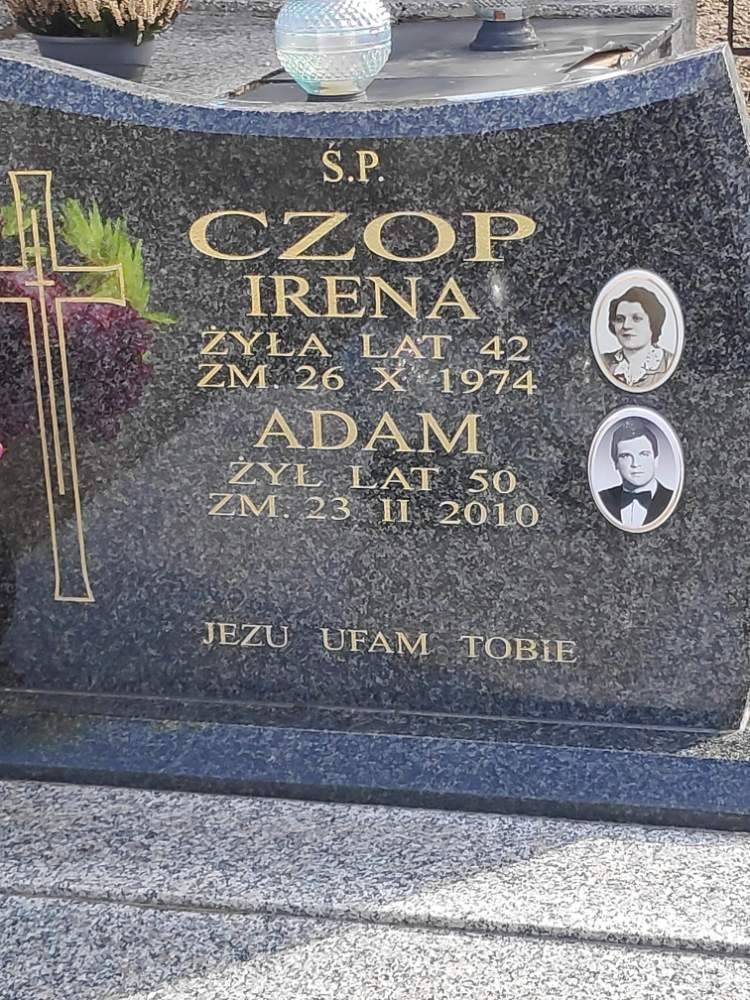 Ś.P.
CZOP
IRENA
ŻYŁA LAT 42
ZM. 26 X 1974
ADAM
ŻYŁ LAT 50
ZM. 23 II 2010
JEZU UFAM TOBIE